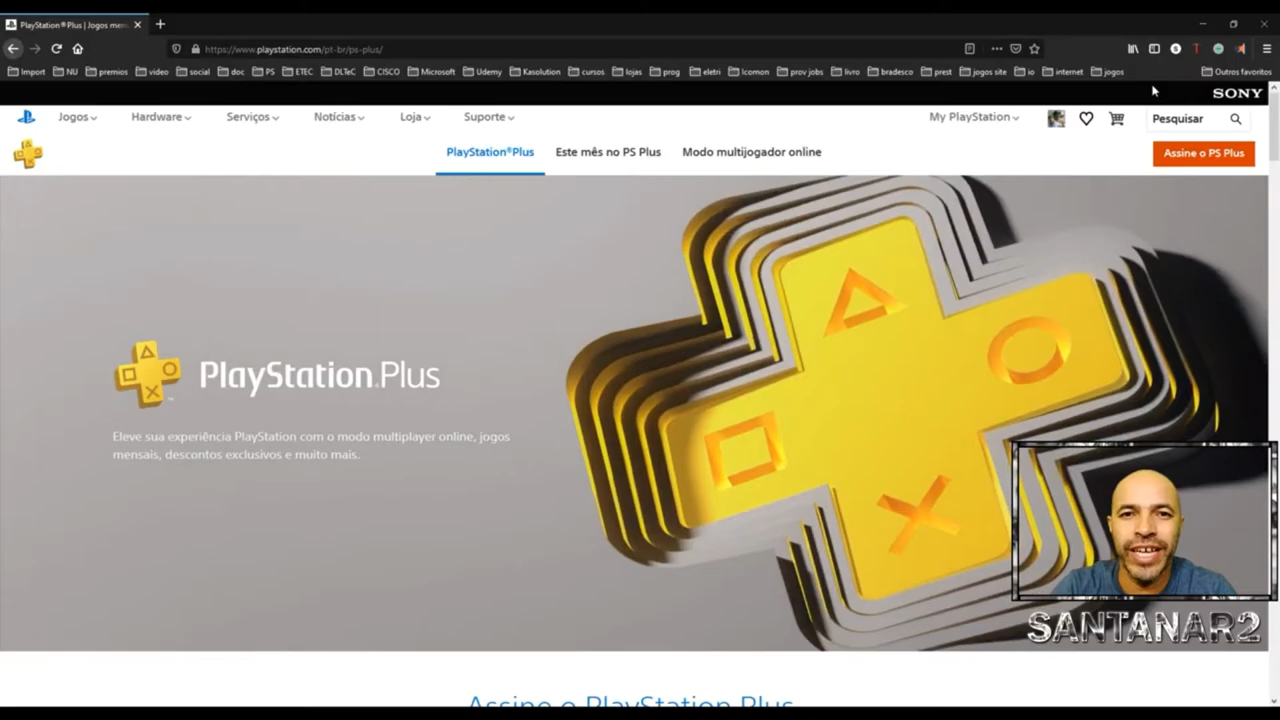 PlayStation®Plus | Jogos men
https://www.playstation.com/pt-br/ps-plus/
Import NU premios video social doc PS ETEC DLTeC CISCO Microsoft Udemy Kasolution cursos lojas prog eletri Icomon prov jobs livro bradesco prest jogos site io internet jogos Outros favoritos
SONY
Jogos Hardware Serviços Notícias Loja Suporte My PlayStation Pesquisar
PlayStation®Plus Este mês no PS Plus Modo multijogador online Assine o PS Plus
PlayStation.Plus
Eleve sua experiência PlayStation com o modo multiplayer online, jogos
mensais, descontos exclusivos e muito mais.
SANTANAR2
Assine o PlayStation Plus